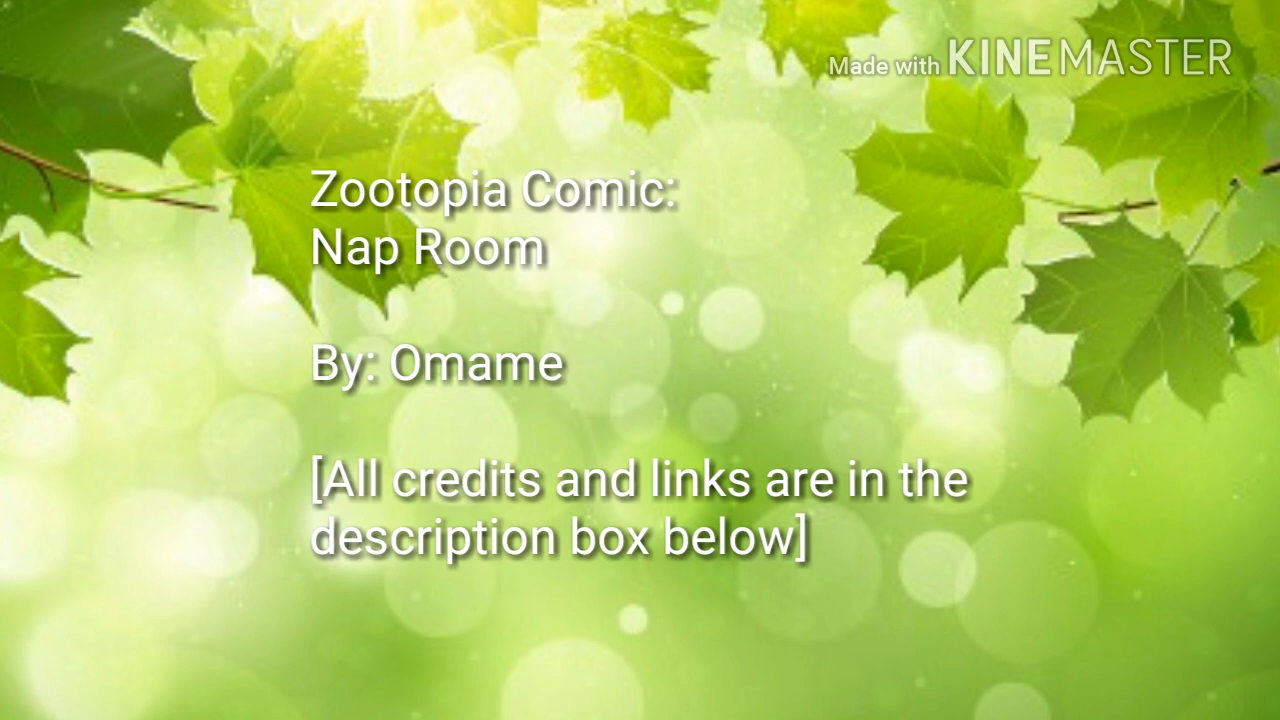 Made with KINEMASTER
Zootopia Comic:
Nap Room
By: Omame
[All credits and links are in the
description box below]